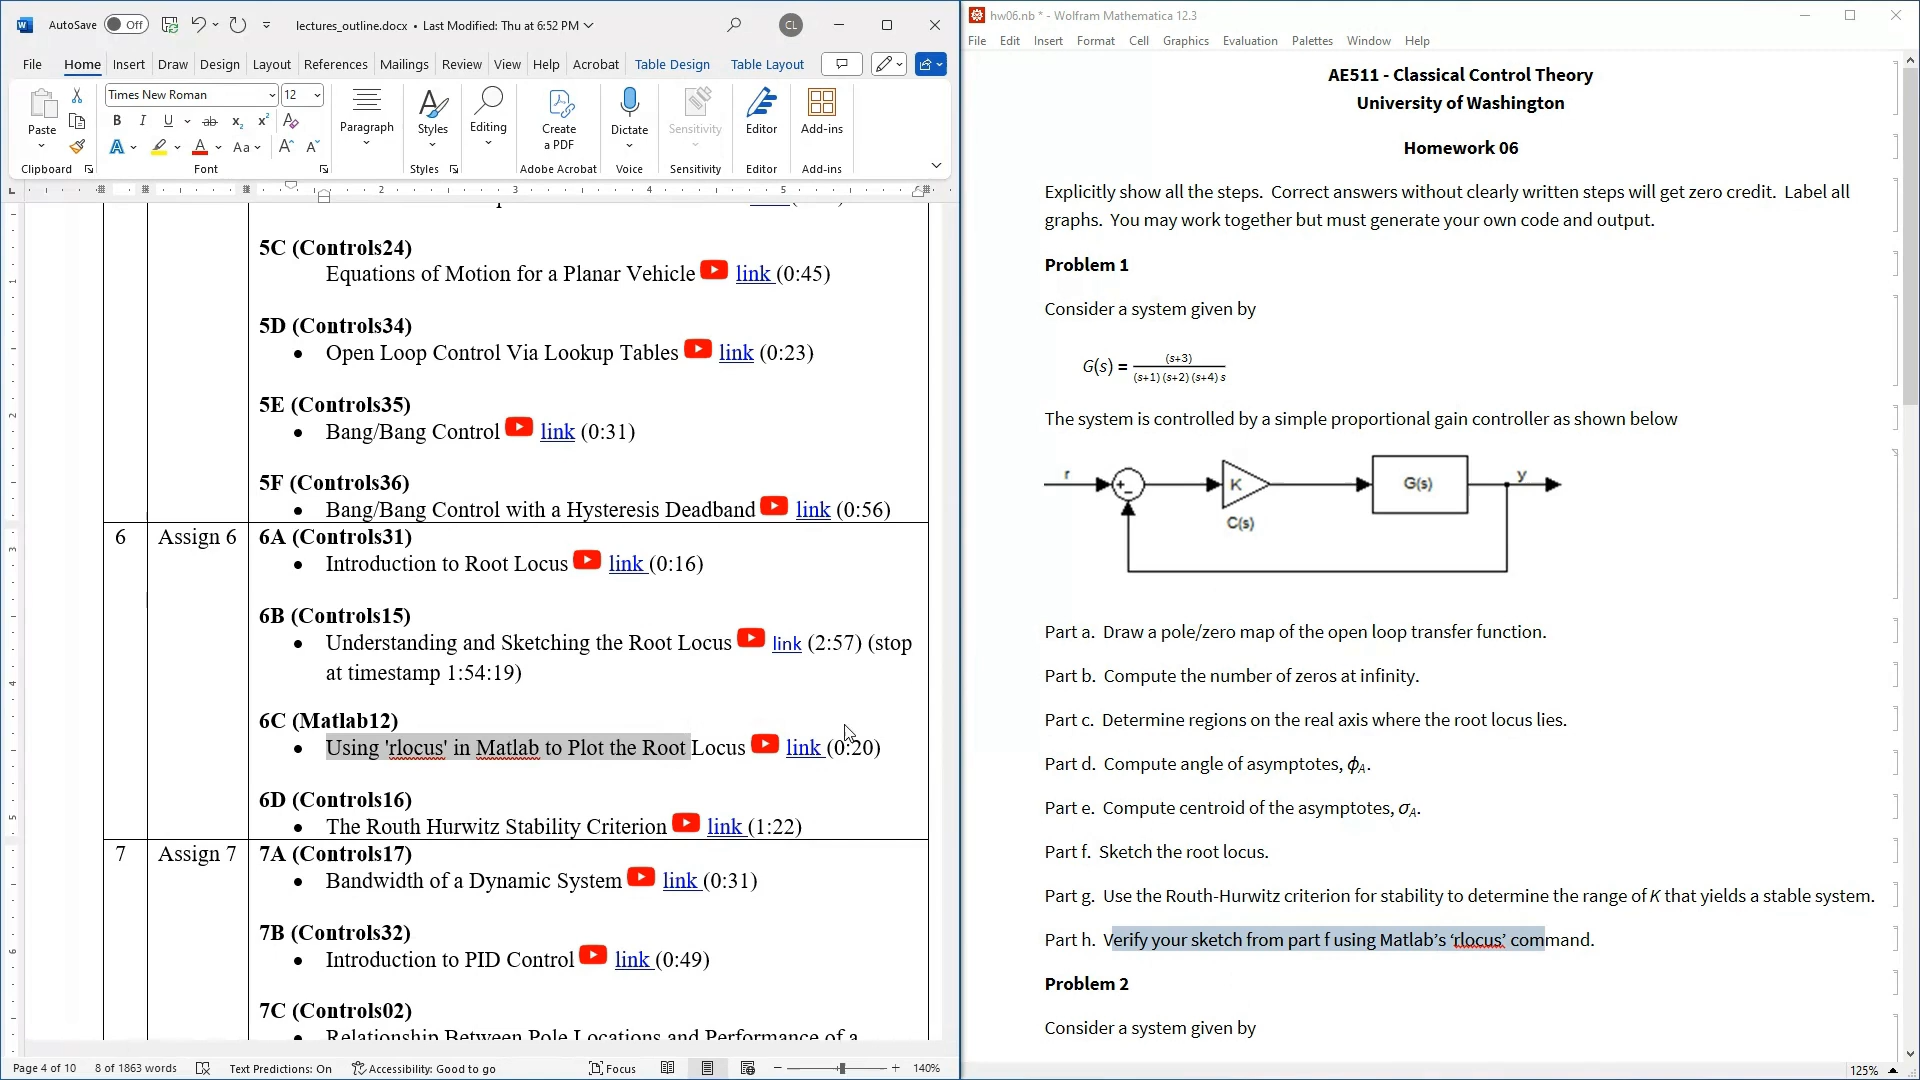 AutoSave Off lectures_outline.docx • Last Modified: Thu at 6:52 PM CL
File Home Insert Draw Design Layout References Mailings Review View Help Acrobat Table Design Table Layout
Paste
Clipboard
Times New Roman 12
B I U ab x₂ x²
A A Aa A A
Font
Paragraph
Styles
Styles
Editing
Create a PDF
Adobe Acrobat
Dictate
Voice
Sensitivity
Sensitivity
Editor
Editor
Add-ins
Add-ins
2 3 4 5
5C (Controls24)
Equations of Motion for a Planar Vehicle link (0:45)
5D (Controls34)
• Open Loop Control Via Lookup Tables link (0:23)
5E (Controls35)
• Bang/Bang Control link (0:31)
5F (Controls36)
• Bang/Bang Control with a Hysteresis Deadband link (0:56)
6 Assign 6 6A (Controls31)
• Introduction to Root Locus link (0:16)
6B (Controls15)
• Understanding and Sketching the Root Locus link (2:57) (stop
at timestamp 1:54:19)
6C (Matlab12)
• Using 'rlocus' in Matlab to Plot the Root Locus link (0:20)
6D (Controls16)
• The Routh Hurwitz Stability Criterion link (1:22)
7 Assign 7 7A (Controls17)
• Bandwidth of a Dynamic System link (0:31)
7B (Controls32)
• Introduction to PID Control link (0:49)
7C (Controls02)
Relationship Between Pole Locations and Performance of a
Page 4 of 10 8 of 1863 words Text Predictions: On Accessibility: Good to go Focus 140%
hw06.nb * - Wolfram Mathematica 12.3
File Edit Insert Format Cell Graphics Evaluation Palettes Window Help
AE511 - Classical Control Theory
University of Washington
Homework 06
Explicitly show all the steps. Correct answers without clearly written steps will get zero credit. Label all
graphs. You may work together but must generate your own code and output.
Problem 1
Consider a system given by
G(s) = (s+3) / (s+1) (s+2) (s+4) s
The system is controlled by a simple proportional gain controller as shown below
r + - K G(s) y
C(s)
Part a. Draw a pole/zero map of the open loop transfer function.
Part b. Compute the number of zeros at infinity.
Part c. Determine regions on the real axis where the root locus lies.
Part d. Compute angle of asymptotes, ϕA.
Part e. Compute centroid of the asymptotes, σA.
Part f. Sketch the root locus.
Part g. Use the Routh-Hurwitz criterion for stability to determine the range of K that yields a stable system.
Part h. Verify your sketch from part f using Matlab's 'rlocus' command.
Problem 2
Consider a system given by
125%